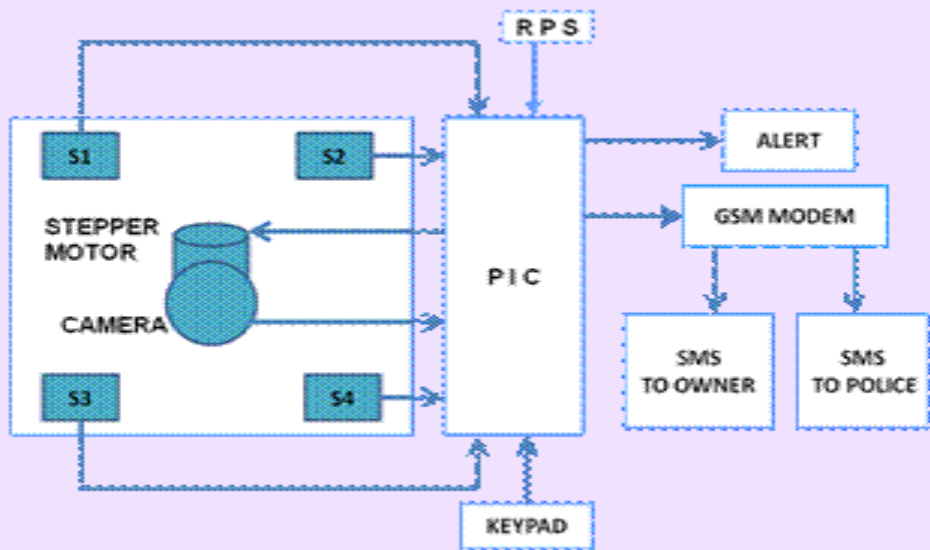 R P S
S1
S2
ALERT
STEPPER
MOTOR
GSM MODEM
P I C
CAMERA
S3
S4
SMS
TO OWNER
SMS
TO POLICE
KEYPAD